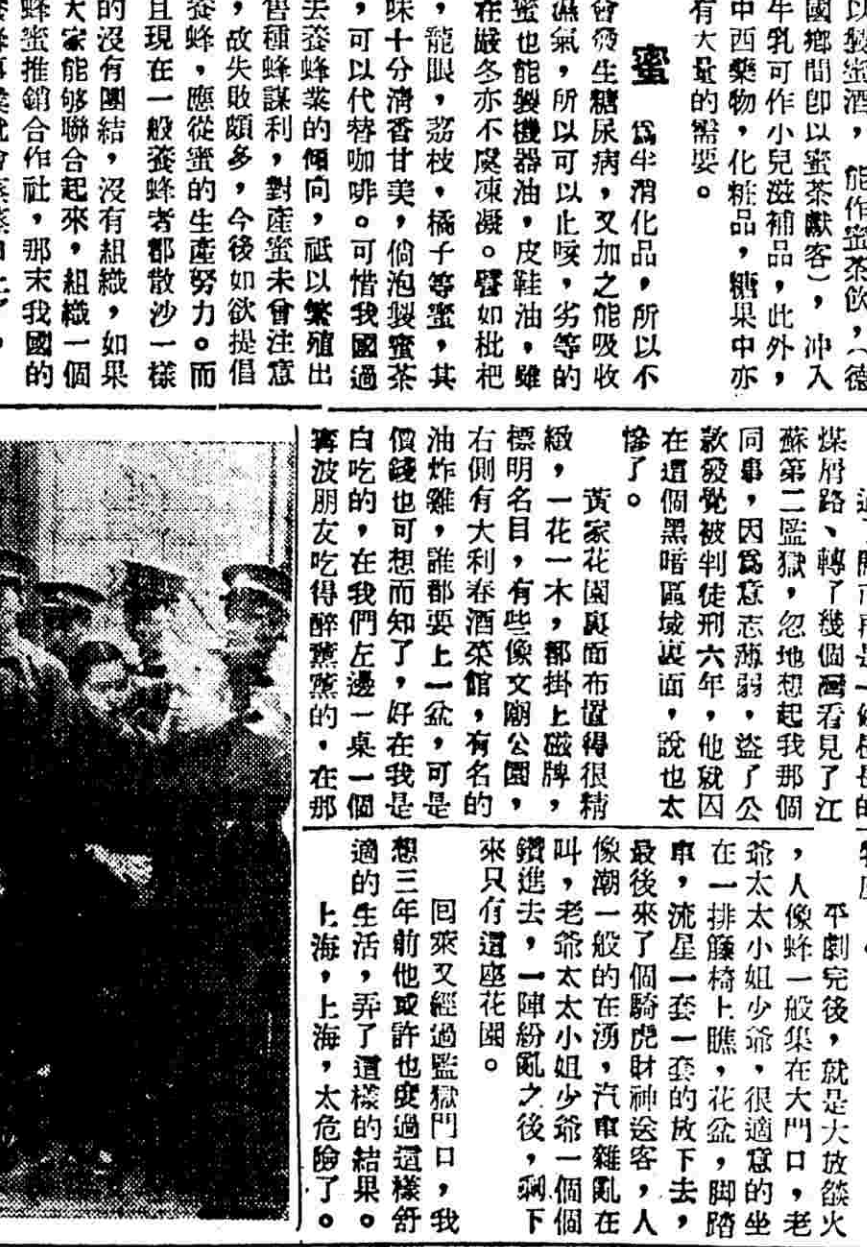 以製蜜酒，能作蜜茶飲，（德
國鄉間卽以蜜茶獻客），冲入
牛乳可作小兒滋補品，此外，
中西藥物，化粧品，糖果中亦
有大量的需要。
蜜 爲半消化品，所以不
會發生糖尿病，又加之能吸收
濕氣，所以可以止咳，劣等的
蜜也能製機器油，皮鞋油，雖
在嚴冬亦不虞凍凝。譬如枇杷
，龍眼，荔枝，橘子等蜜，其
味十分淸香甘美，倘泡製蜜茶
，可以代替咖啡。可惜我國過
去養蜂業的傾向，祗以繁殖出
售種蜂謀利，對產蜜未曾注意
，故失敗頗多，今後如欲提倡
養蜂，應從蜜的生產努力。而
且現在一般養蜂者都散沙一樣
的沒有團結，沒有組織，如果
大家能够聯合起來，組織一個
蜂蜜推銷合作社，那末我國的
煤屑路、轉了幾個灣看見了江
蘇第二監獄，忽地想起我那個
同事，因爲意志薄弱，盜了公
款發覺被判徒刑六年，他就囚
在這個黑暗區域裏面，說也太
慘了。
黃家花園裏面布置得很精
緻，一花一木，都掛上磁牌，
標明名目，有些像文廟公園，
右側有大利春酒菜館，有名的
油炸雞，誰都要上一盆，可是
價錢也可想而知了，好在我是
白吃的，在我們左邊一桌一個
寗波朋友吃得醉薰薰的，在那
平劇完後，就是大放燄火
，人像蜂一般集在大門口，老
爺太太小姐少爺，很適意的坐
在一排籐椅上瞧，花盆，脚踏
車，流星一套一套的放下去，
最後來了個騎虎財神送客，人
像潮一般的在湧，汽車雜亂在
叫，老爺太太小姐少爺一個個
鑽進去，一陣紛亂之後，剩下
來只有這座花園。
回來又經過監獄門口，我
想三年前他或許也度過這樣舒
適的生活，弄了這樣的結果。
上海，上海，太危險了。